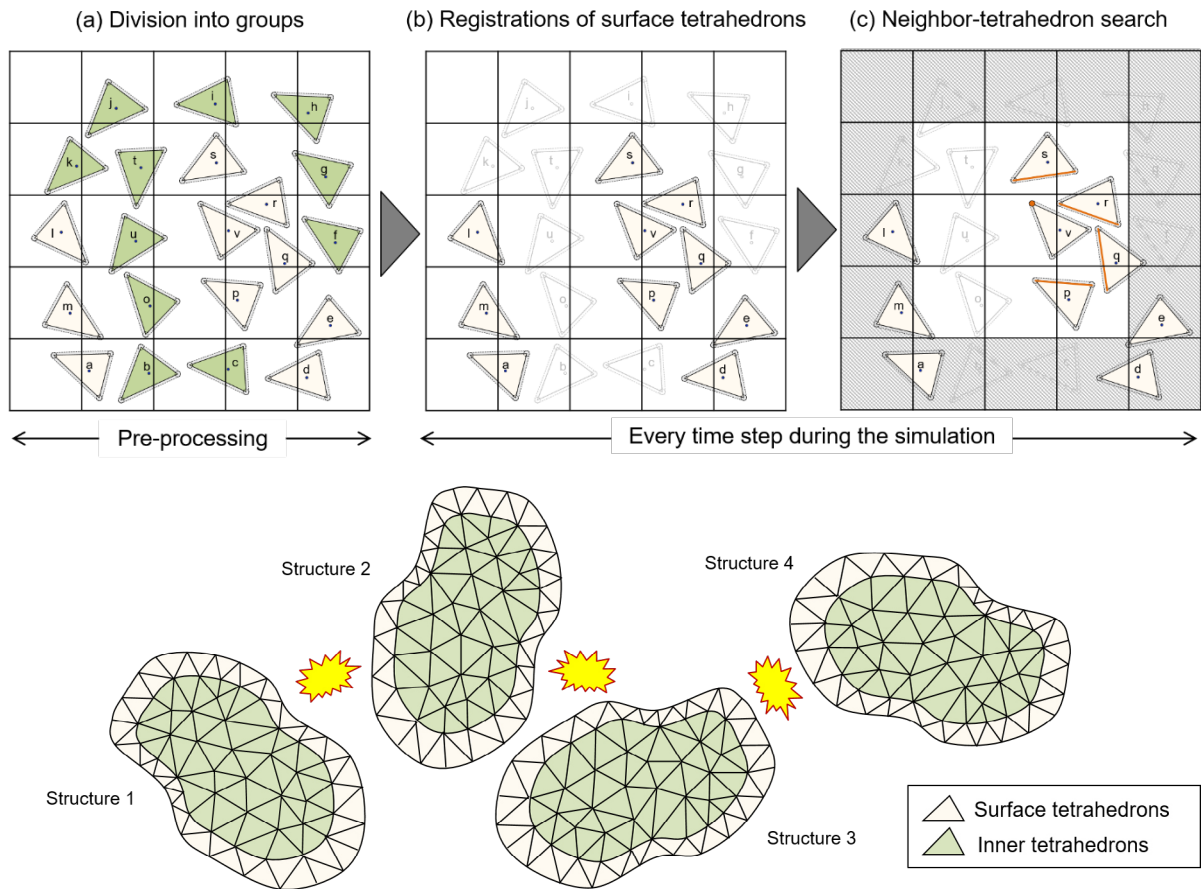 (a) Division into groups
(b) Registrations of surface tetrahedrons
(c) Neighbor-tetrahedron search
j i h
k t s g
l u v r f
g
m o p e
a b c d
j i h
k t s g
l u v r f
g
m o p e
a b c d
j h
k t s g
l u v r f
g
m o p e
a c d
Pre-processing
Every time step during the simulation
Structure 2
Structure 4
Structure 1
Structure 3
Surface tetrahedrons
Inner tetrahedrons